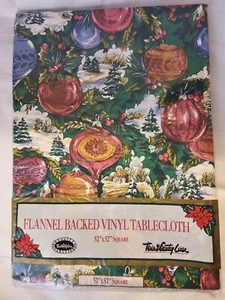 FLANNEL BACKED VINYL TABLECLOTH
52"x52" SQUARE
52"x52" SQUARE